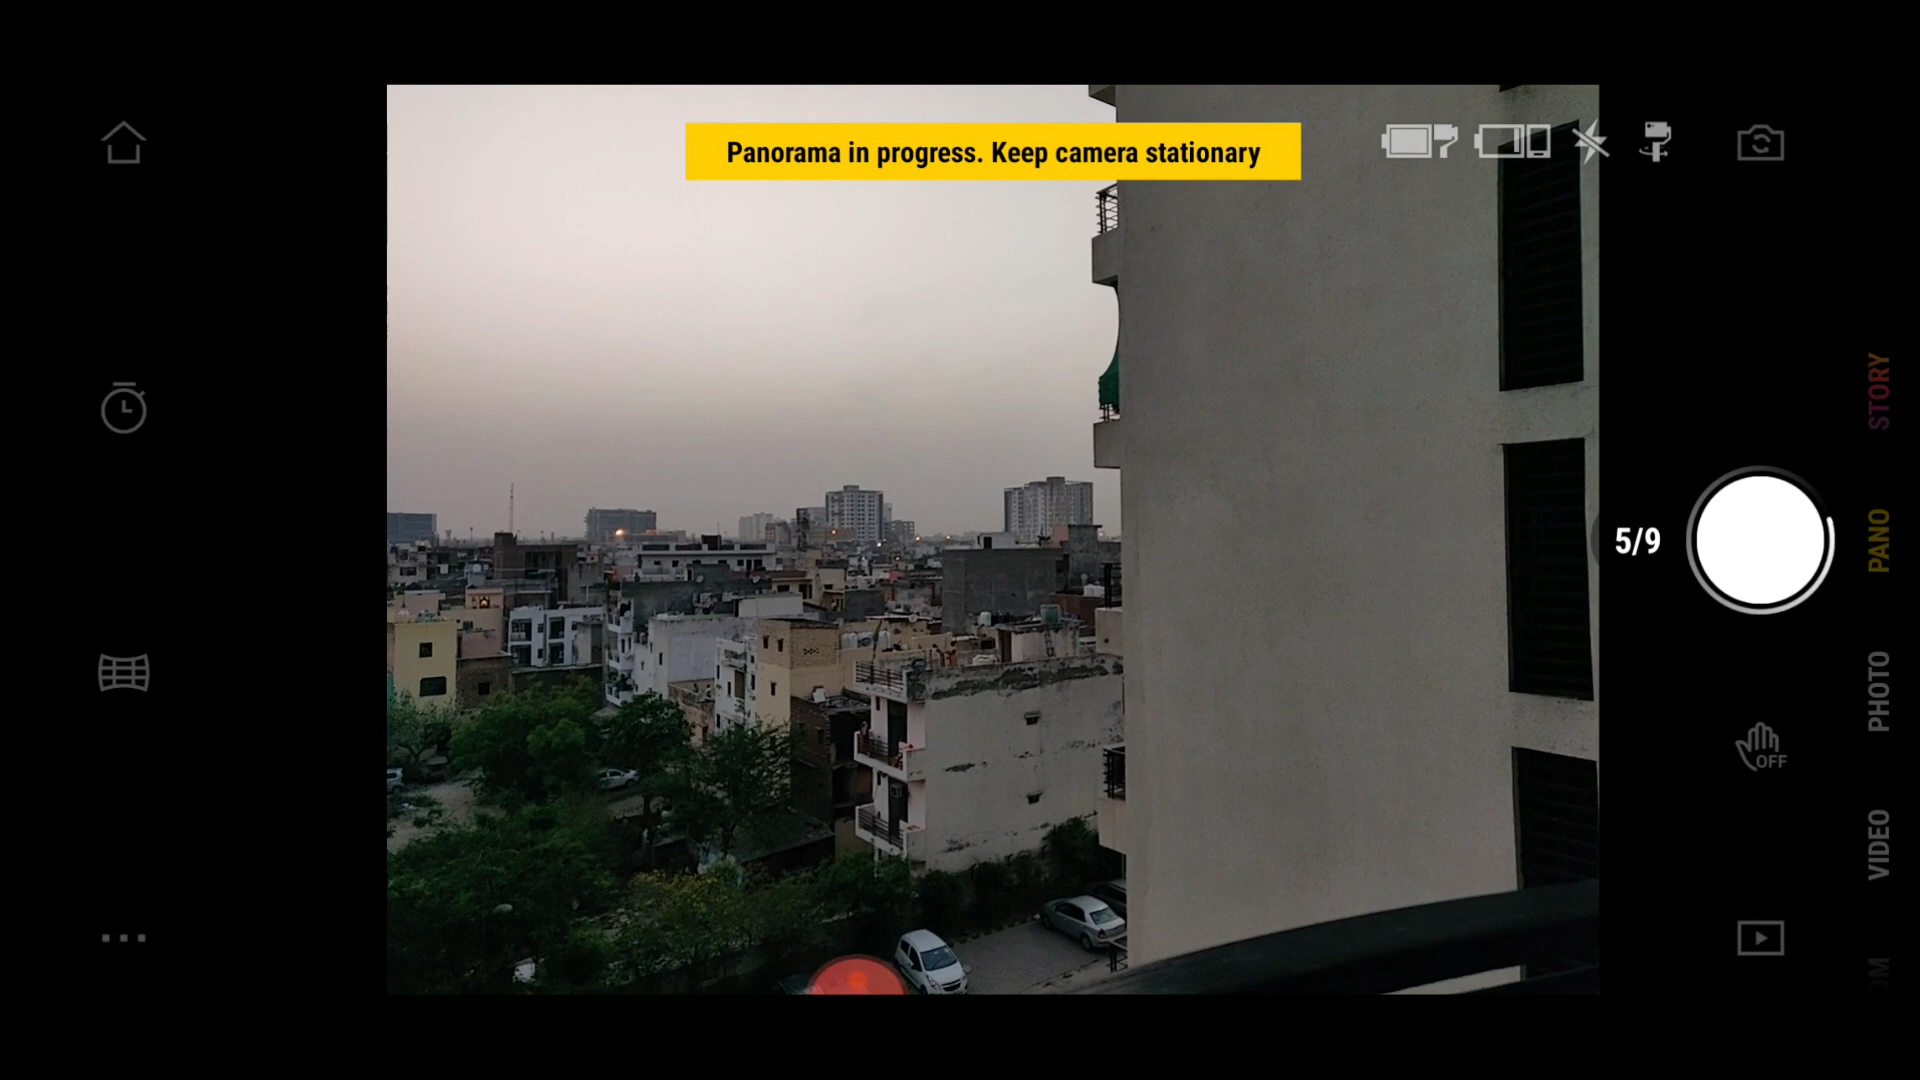 Panorama in progress. Keep camera stationary
STORY
5/9
PANO
PHOTO
OFF
VIDEO